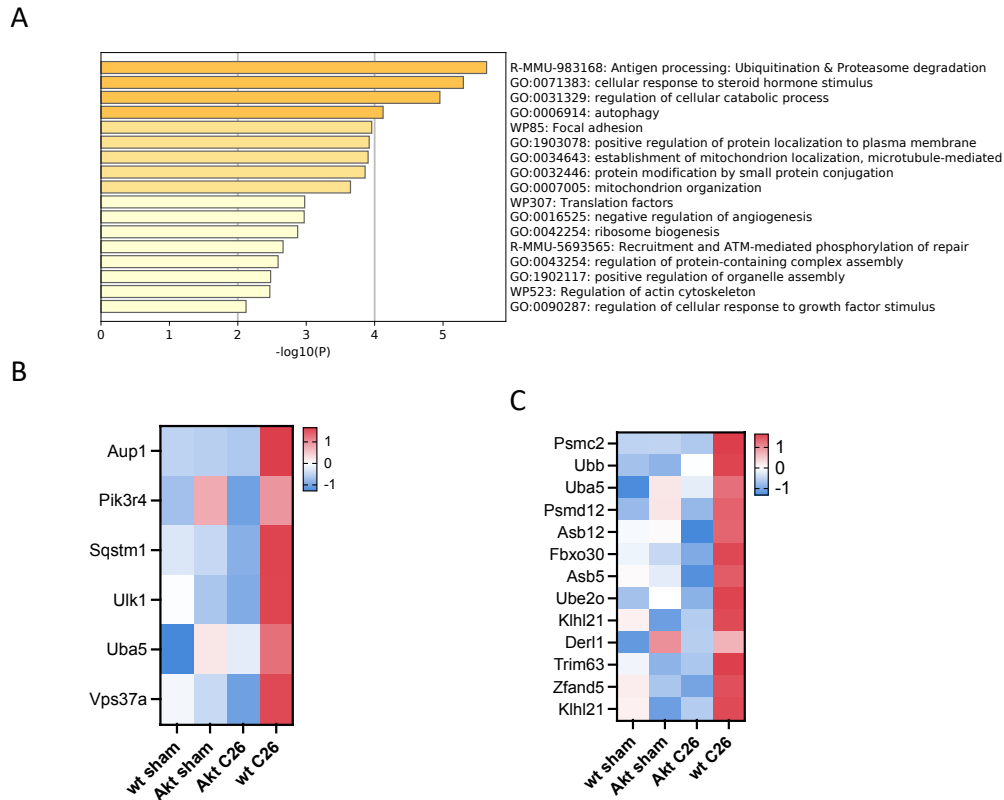 A
R-MMU-983168: Antigen processing: Ubiquitination & Proteasome degradation
GO:0071383: cellular response to steroid hormone stimulus
GO:0031329: regulation of cellular catabolic process
GO:0006914: autophagy
WP85: Focal adhesion
GO:1903078: positive regulation of protein localization to plasma membrane
GO:0034643: establishment of mitochondrion localization, microtubule-mediated
GO:0032446: protein modification by small protein conjugation
GO:0007005: mitochondrion organization
WP307: Translation factors
GO:0016525: negative regulation of angiogenesis
GO:0042254: ribosome biogenesis
R-MMU-5693565: Recruitment and ATM-mediated phosphorylation of repair
GO:0043254: regulation of protein-containing complex assembly
GO:1902117: positive regulation of organelle assembly
WP523: Regulation of actin cytoskeleton
GO:0090287: regulation of cellular response to growth factor stimulus
0 1 2 3 4 5
-log10(P)
B
Aup1
Pik3r4
Sqstm1
Ulk1
Uba5
Vps37a
1
0
-1
wt sham
Akt sham
Akt C26
wt C26
C
Psmc2
Ubb
Uba5
Psmd12
Asb12
Fbxo30
Asb5
Ube2o
Klhl21
Derl1
Trim63
Zfand5
Klhl21
1
0
-1
wt sham
Akt sham
Akt C26
wt C26